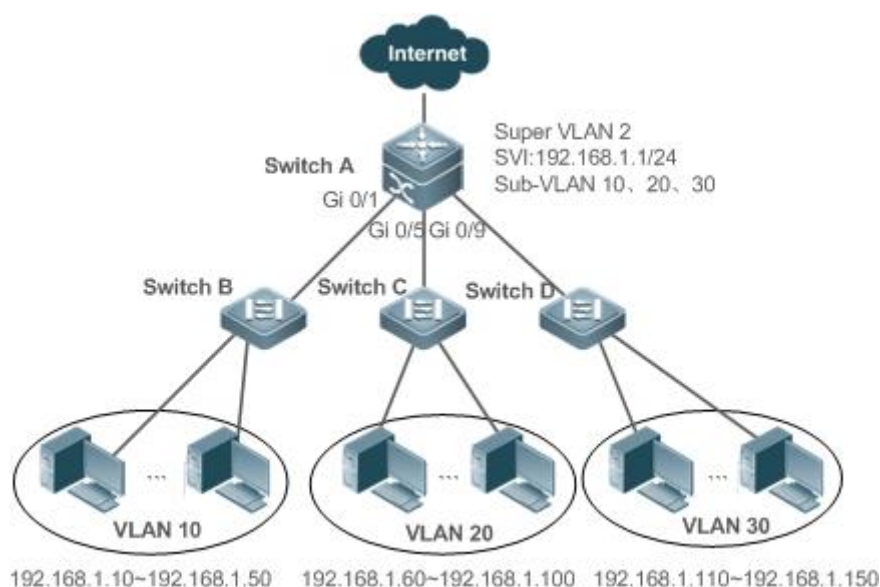 Internet
Super VLAN 2
SVI:192.168.1.1/24
Sub-VLAN 10、20、30
Switch A
Gi 0/1
Gi 0/5
Gi 0/9
Switch B
Switch C
Switch D
...
...
...
VLAN 10
VLAN 20
VLAN 30
192.168.1.10~192.168.1.50
192.168.1.60~192.168.1.100
192.168.1.110~192.168.1.150